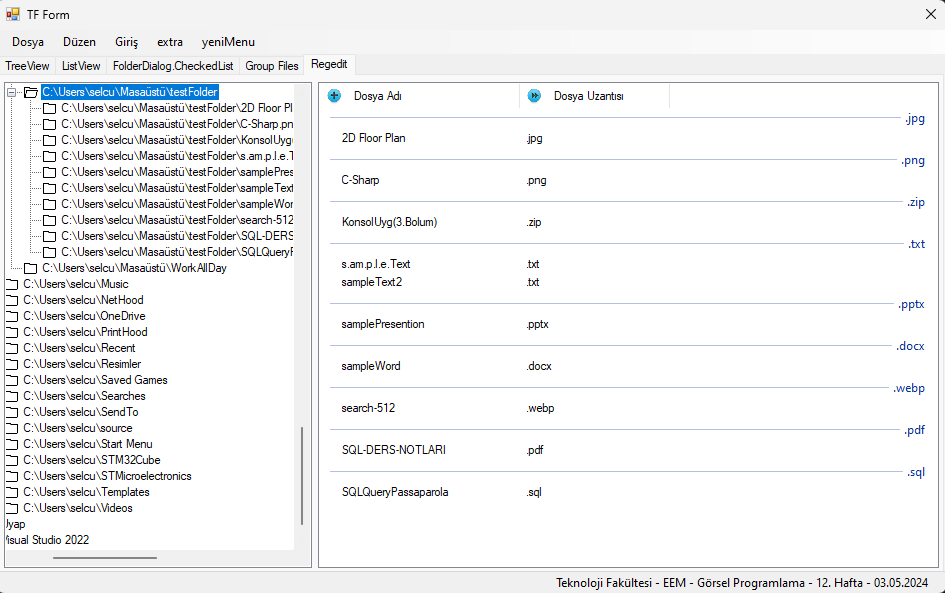 TF Form
Dosya Düzen Giriş extra yeniMenu
TreeView ListView FolderDialog.CheckedList Group Files Regedit
C:\Users\selcu\Masaüstü\testFolder
C:\Users\selcu\Masaüstü\testFolder\2D Floor Pl
C:\Users\selcu\Masaüstü\testFolder\C-Sharp.pn
C:\Users\selcu\Masaüstü\testFolder\KonsolUyg
C:\Users\selcu\Masaüstü\testFolder\s.am.p.l.e.T
C:\Users\selcu\Masaüstü\testFolder\samplePres
C:\Users\selcu\Masaüstü\testFolder\sampleText
C:\Users\selcu\Masaüstü\testFolder\sampleWor
C:\Users\selcu\Masaüstü\testFolder\search-512
C:\Users\selcu\Masaüstü\testFolder\SQL-DERS
C:\Users\selcu\Masaüstü\testFolder\SQLQueryF
C:\Users\selcu\Masaüstü\WorkAllDay
C:\Users\selcu\Music
C:\Users\selcu\NetHood
C:\Users\selcu\OneDrive
C:\Users\selcu\PrintHood
C:\Users\selcu\Recent
C:\Users\selcu\Resimler
C:\Users\selcu\Saved Games
C:\Users\selcu\Searches
C:\Users\selcu\SendTo
C:\Users\selcu\source
C:\Users\selcu\Start Menu
C:\Users\selcu\STM32Cube
C:\Users\selcu\STMicroelectronics
C:\Users\selcu\Templates
C:\Users\selcu\Videos
Uyap
Visual Studio 2022
Dosya Adı Dosya Uzantısı
.jpg
2D Floor Plan .jpg
.png
C-Sharp .png
.zip
KonsolUyg(3.Bolum) .zip
.txt
s.am.p.l.e.Text .txt
sampleText2 .txt
.pptx
samplePresention .pptx
.docx
sampleWord .docx
.webp
search-512 .webp
.pdf
SQL-DERS-NOTLARI .pdf
.sql
SQLQueryPassaparola .sql
Teknoloji Fakültesi - EEM - Görsel Programlama - 12. Hafta - 03.05.2024